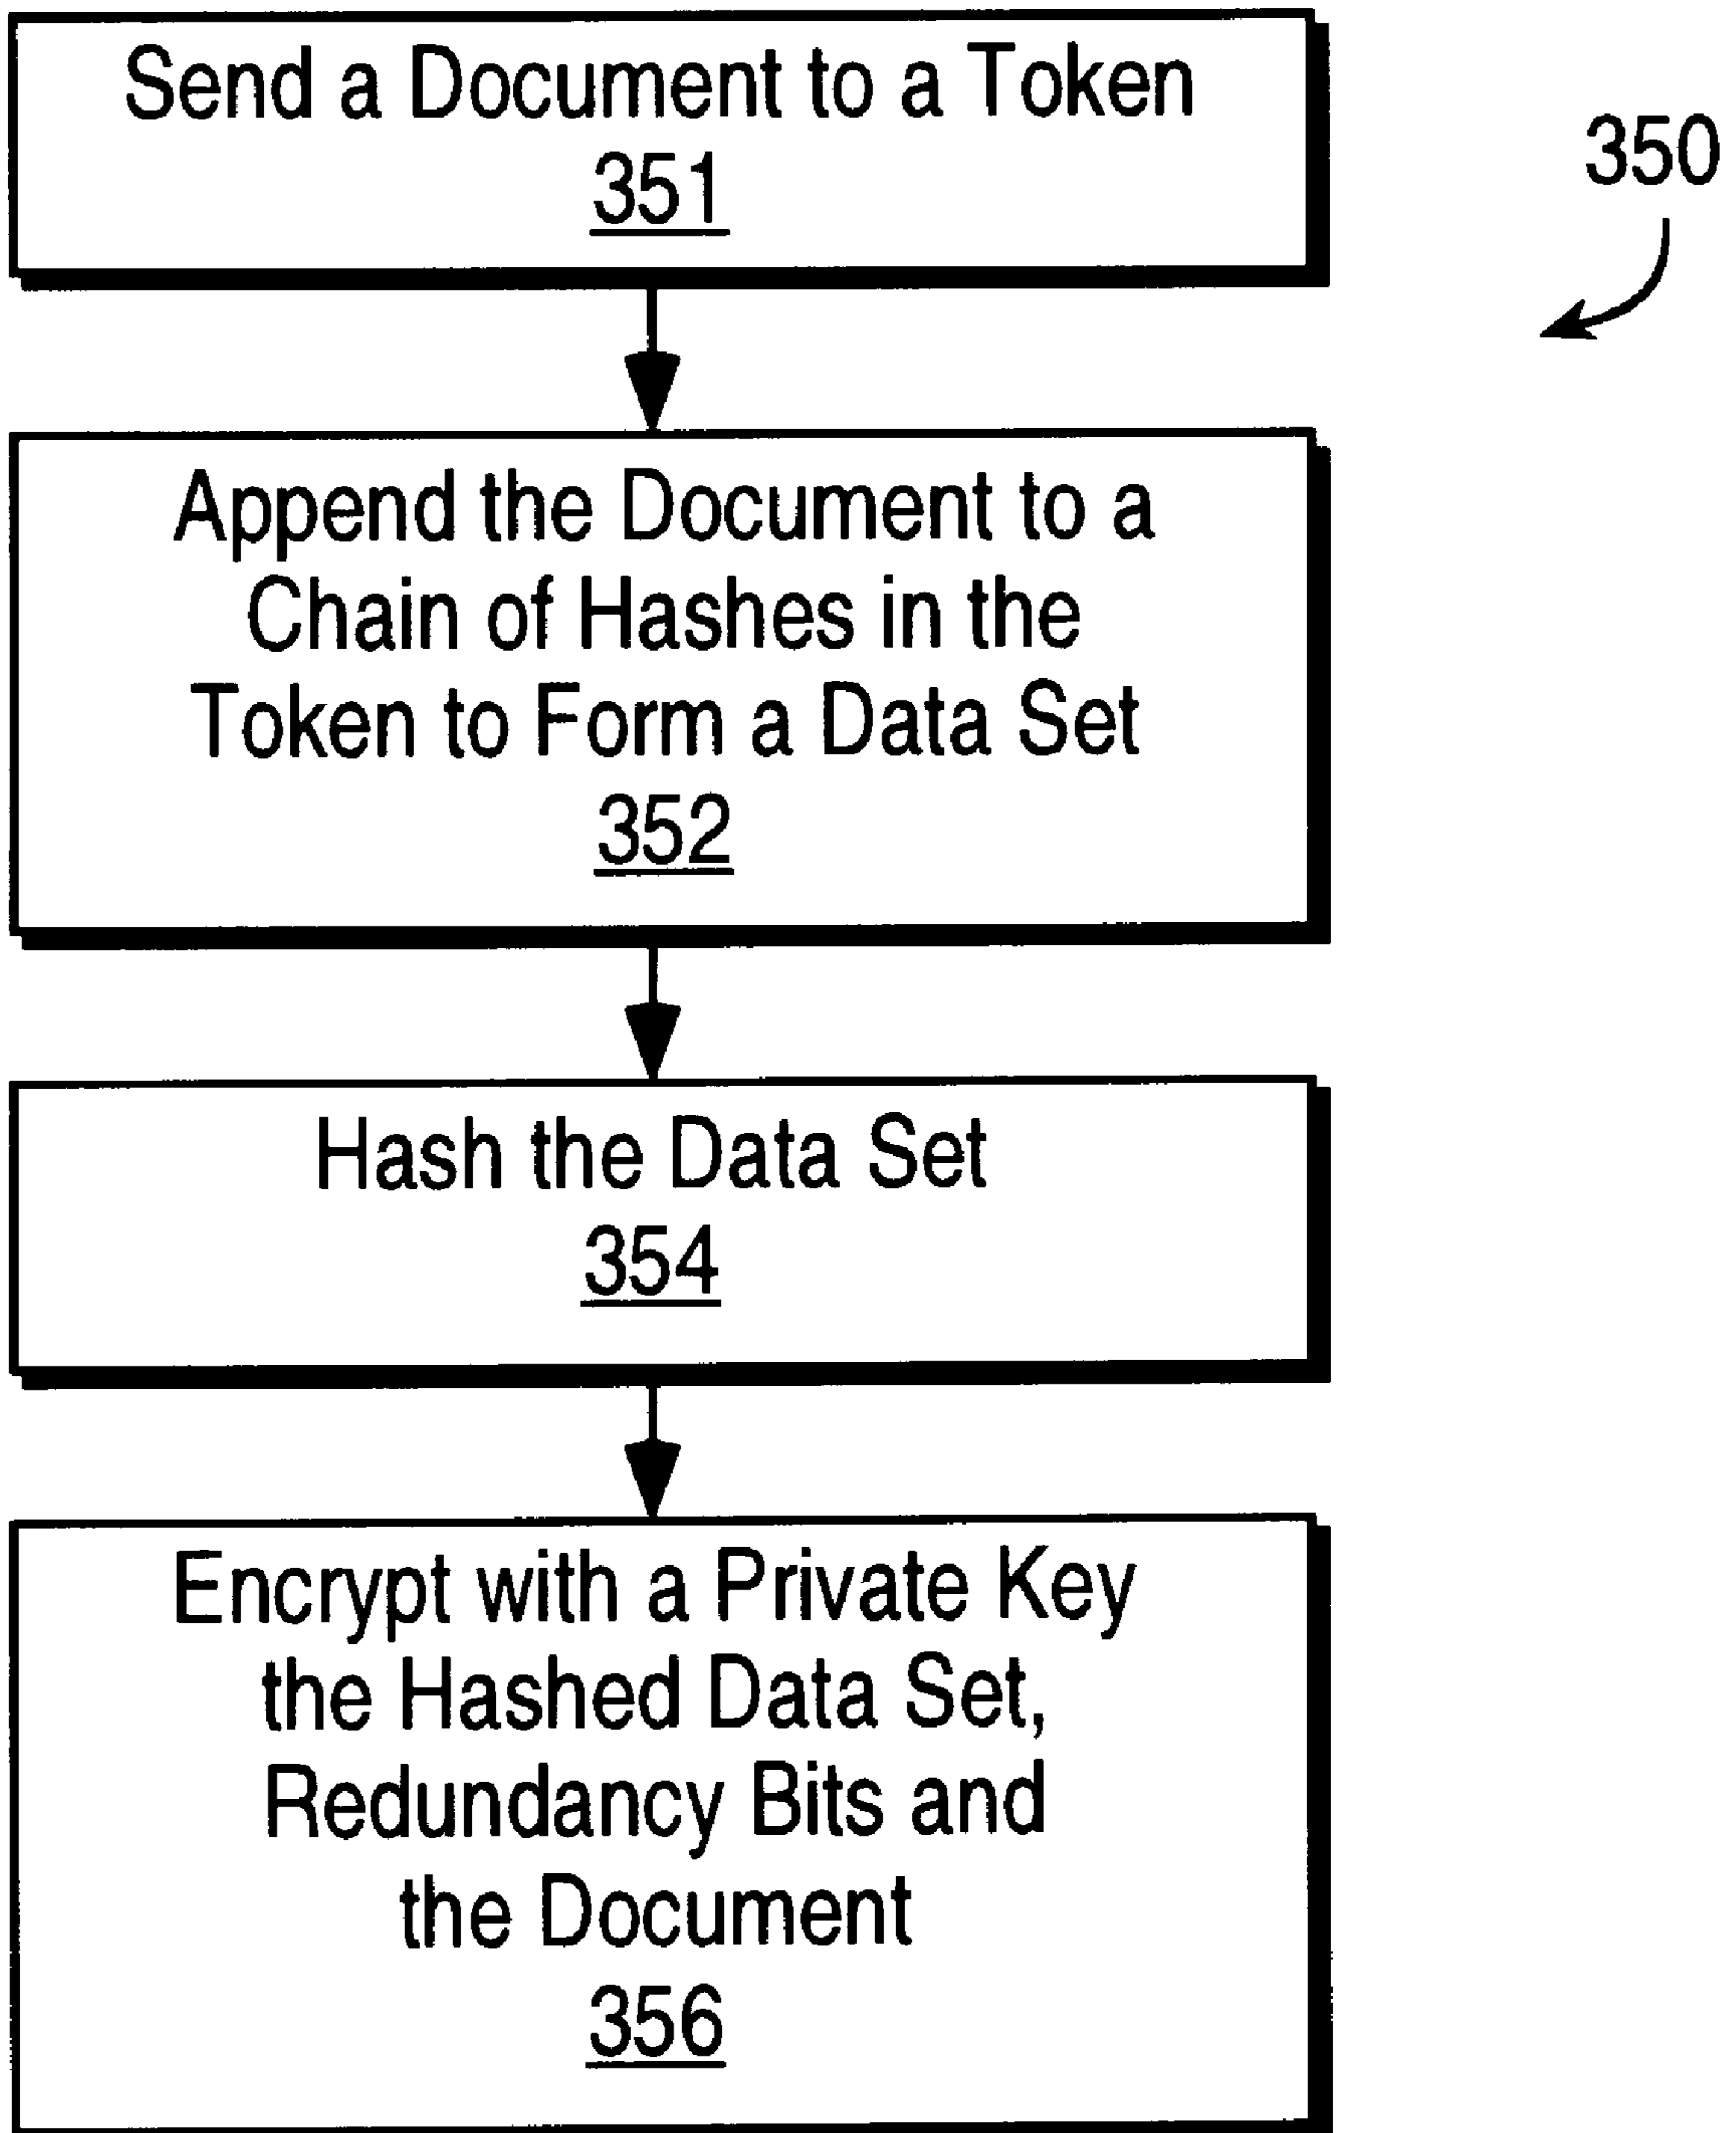 Send a Document to a Token
351
350
Append the Document to a
Chain of Hashes in the
Token to Form a Data Set
352
Hash the Data Set
354
Encrypt with a Private Key
the Hashed Data Set,
Redundancy Bits and
the Document
356